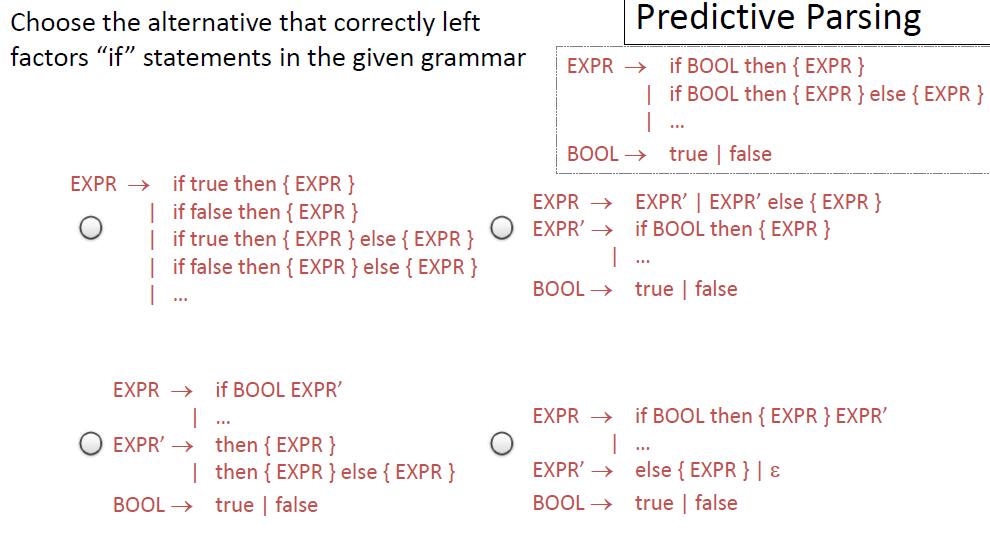 Choose the alternative that correctly left
factors “if” statements in the given grammar
Predictive Parsing
EXPR → if BOOL then { EXPR }
| if BOOL then { EXPR } else { EXPR }
| ...
BOOL → true | false
EXPR → if true then { EXPR }
| if false then { EXPR }
| if true then { EXPR } else { EXPR }
| if false then { EXPR } else { EXPR }
| ...
EXPR → EXPR’ | EXPR’ else { EXPR }
EXPR’ → if BOOL then { EXPR }
| ...
BOOL → true | false
EXPR → if BOOL EXPR’
| ...
EXPR’ → then { EXPR }
| then { EXPR } else { EXPR }
BOOL → true | false
EXPR → if BOOL then { EXPR } EXPR’
| ...
EXPR’ → else { EXPR } | ε
BOOL → true | false